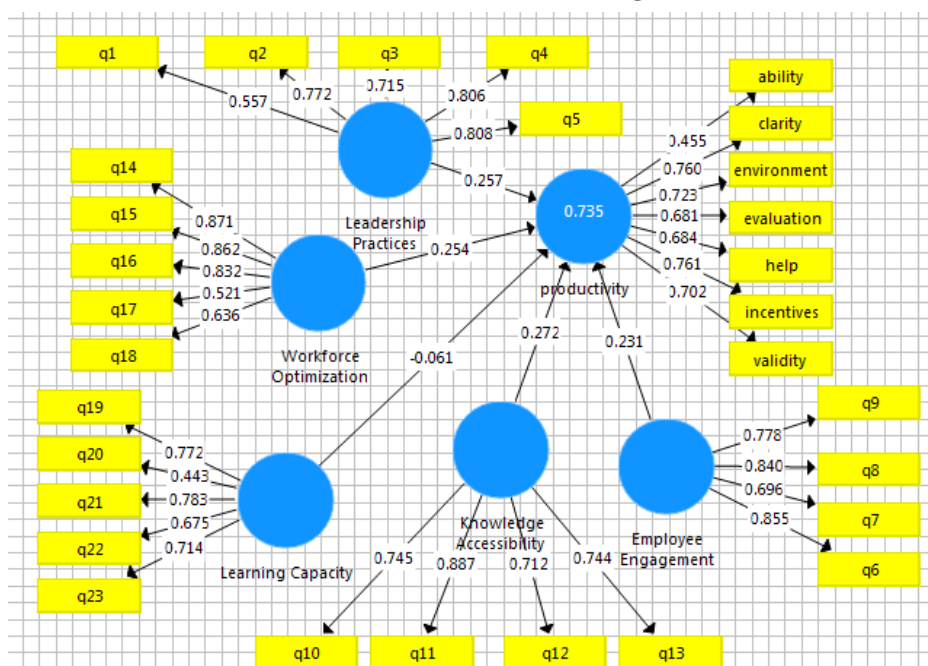 q1
q2
q3
q4
q5
0.557
0.772
0.715
0.806
0.808
0.257
ability
clarity
environment
evaluation
help
incentives
validity
0.455
0.760
0.723
0.681
0.684
0.761
0.702
0.735
productivity
Leadership
Practices
q14
q15
q16
q17
q18
0.871
0.862
0.832
0.521
0.636
0.254
Workforce
Optimization
-0.061
0.272
0.231
q19
q20
q21
q22
q23
0.772
0.443
0.783
0.675
0.714
Learning Capacity
Knowledge
Accessibility
0.745
0.887
0.712
0.744
q10
q11
q12
q13
Employee
Engagement
0.778
0.840
0.696
0.855
q9
q8
q7
q6